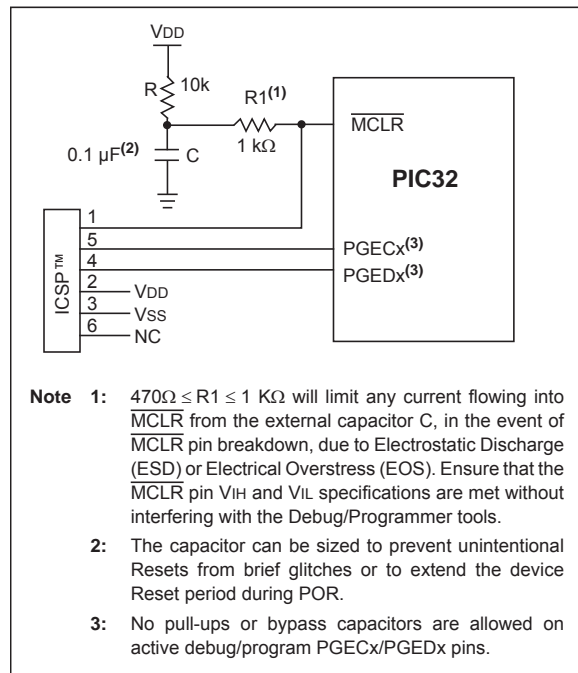 VDD
R 10k
R1(1)
MCLR
0.1 µF(2) C
1 kΩ
PIC32
ICSP™
1
5
PGECx(3)
4
PGEDx(3)
2
VDD
3
VSS
6
NC
Note 1: 470Ω ≤ R1 ≤ 1 KΩ will limit any current flowing into
MCLR from the external capacitor C, in the event of
MCLR pin breakdown, due to Electrostatic Discharge
(ESD) or Electrical Overstress (EOS). Ensure that the
MCLR pin VIH and VIL specifications are met without
interfering with the Debug/Programmer tools.
2: The capacitor can be sized to prevent unintentional
Resets from brief glitches or to extend the device
Reset period during POR.
3: No pull-ups or bypass capacitors are allowed on
active debug/program PGECx/PGEDx pins.